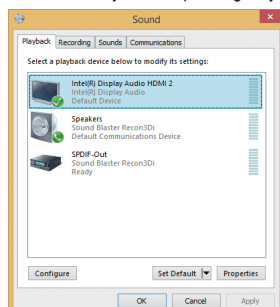 Sound
Playback Recording Sounds Communications
Select a playback device below to modify its settings:
Intel(R) Display Audio HDMI 2
Intel(R) Display Audio
Default Device
Speakers
Sound Blaster Recon3Di
Default Communications Device
SPDIF-Out
Sound Blaster Recon3Di
Ready
Configure Set Default Properties
OK Cancel Apply